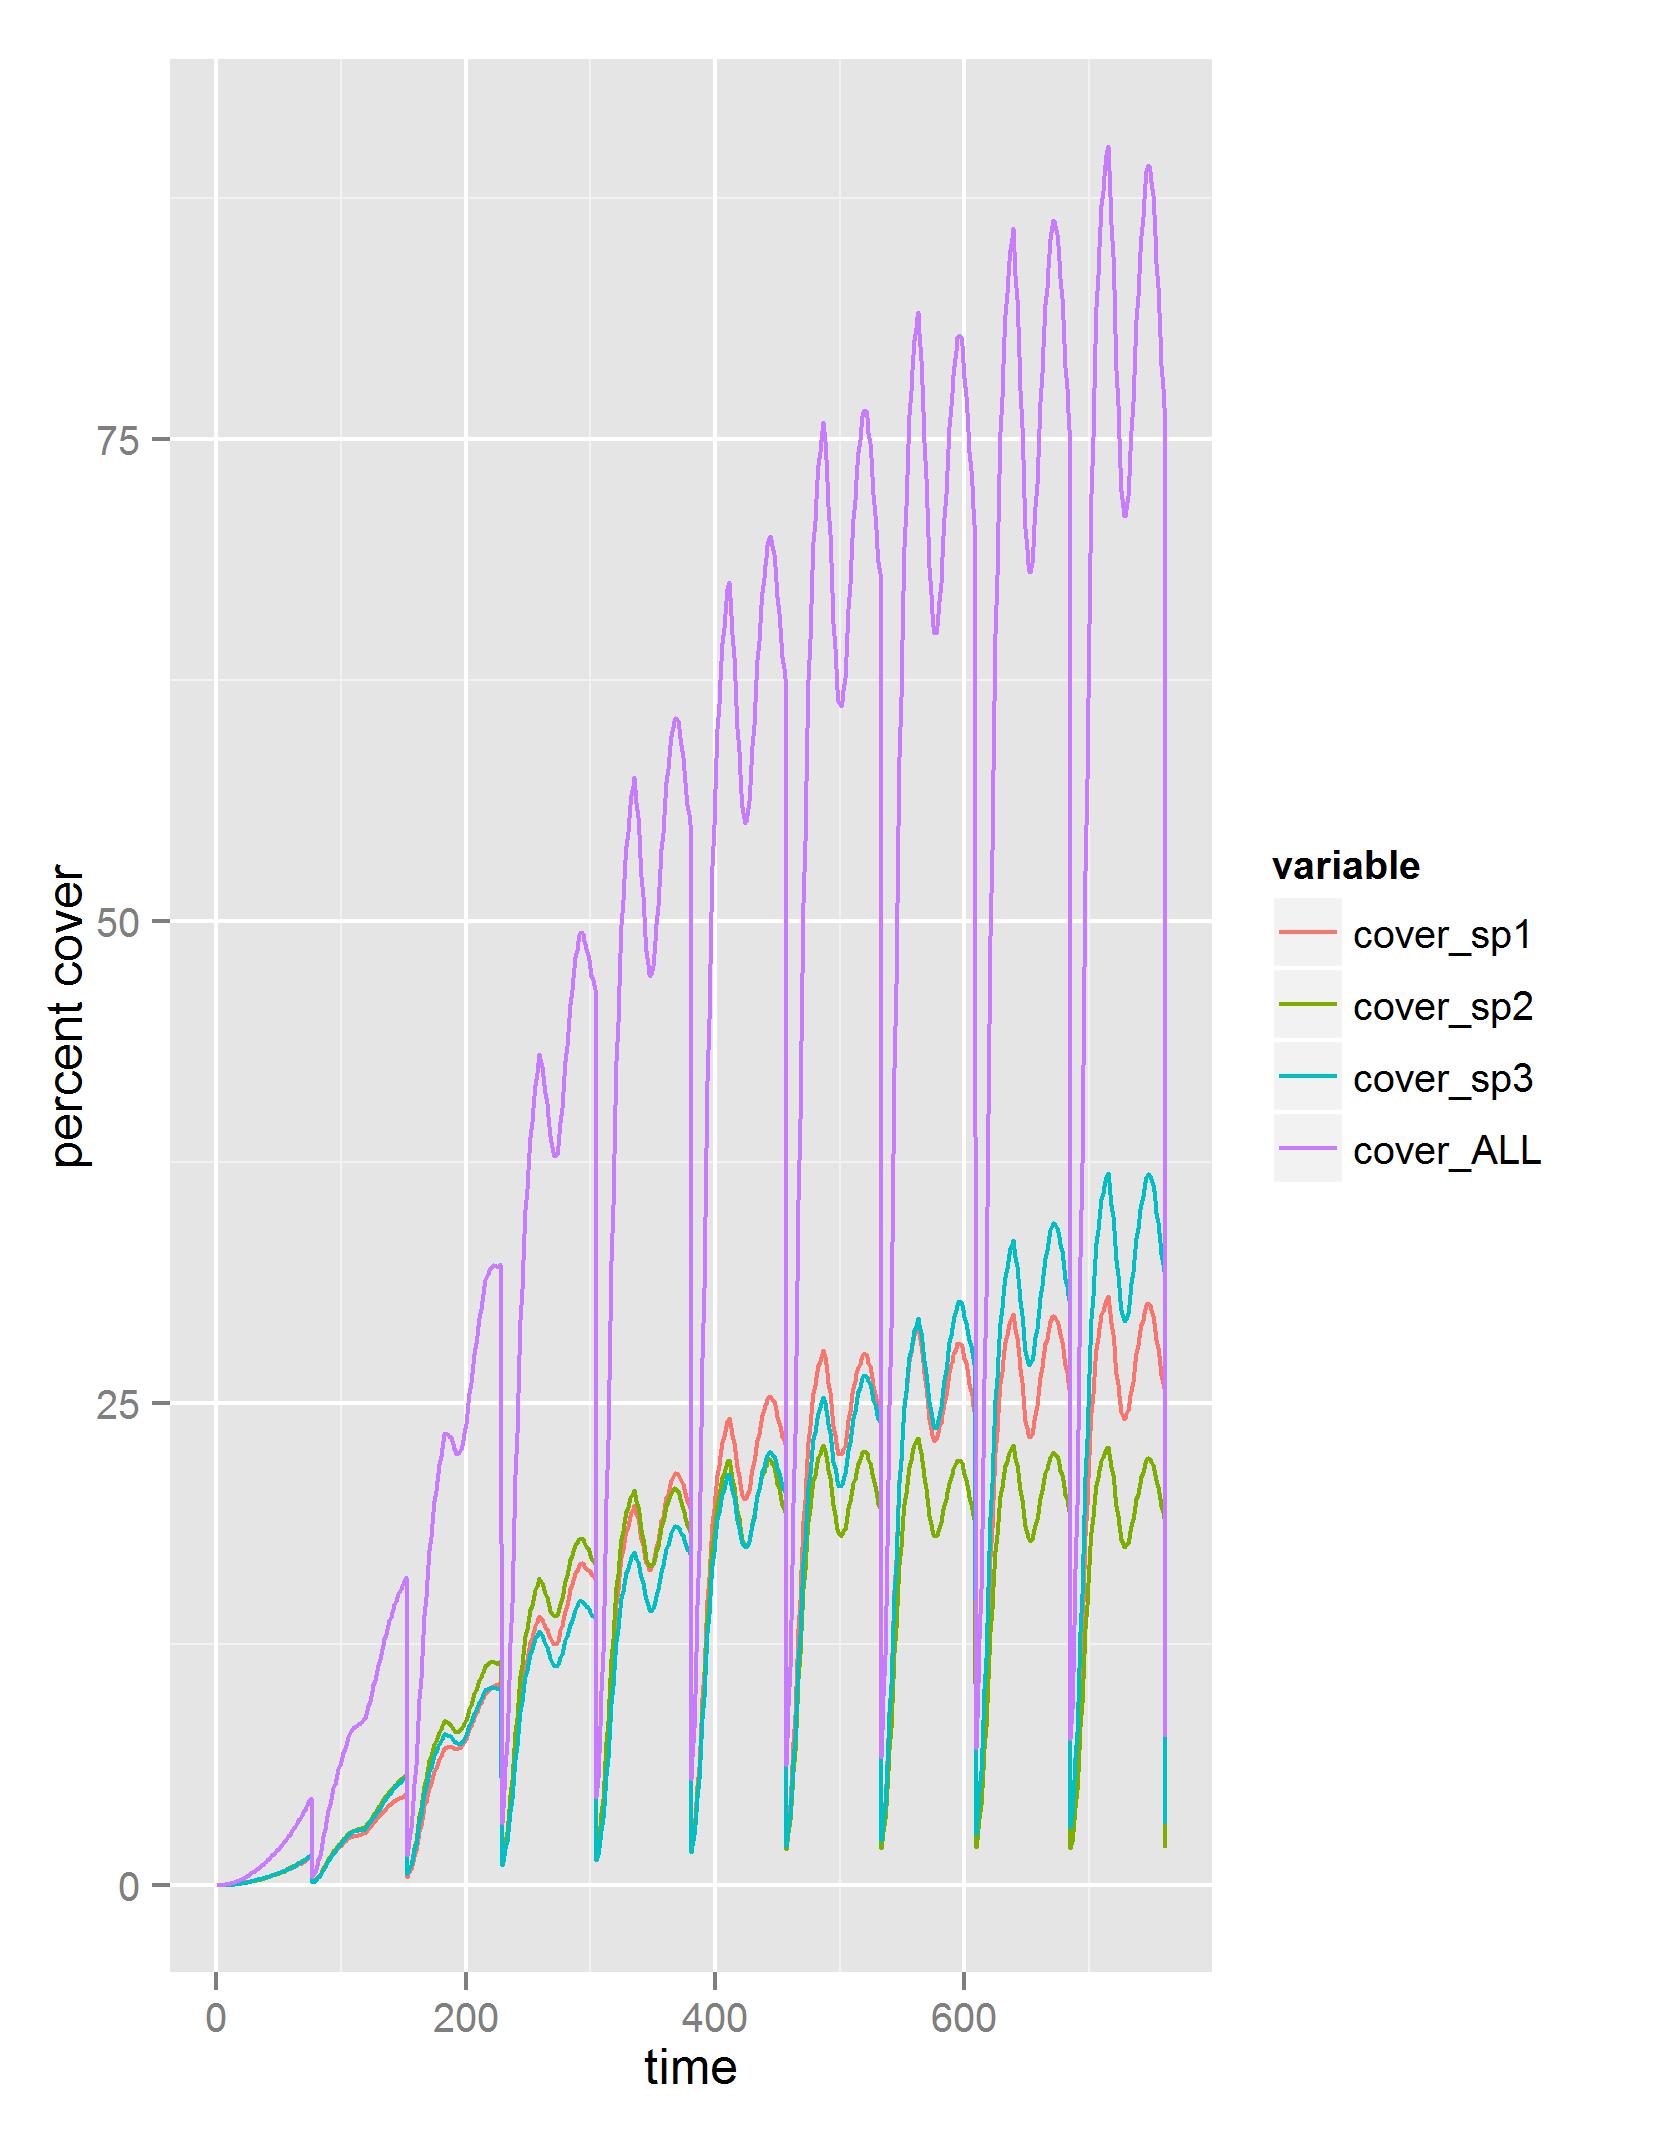 percent cover
75
50
25
0
0 200 400 600
time
variable
cover_sp1
cover_sp2
cover_sp3
cover_ALL